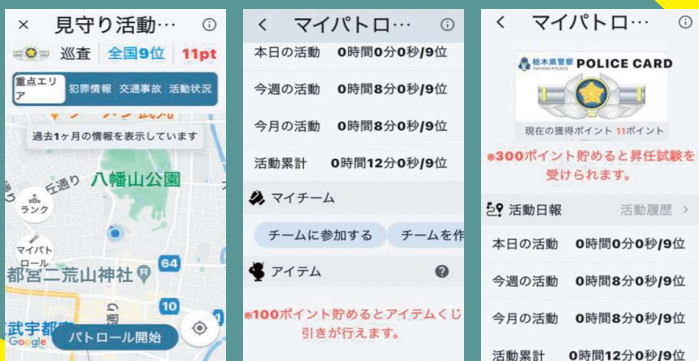 × 見守り活動…
巡査 全国9位 11pt
重点エリア 犯罪情報 交通事故 活動状況
過去1ヶ月の情報を表示しています
丘通り 八幡山公園
ランク
マイパトロール
都宮二荒山神社
64
10
武宇都
Google
パトロール開始
< マイパトロ…
本日の活動 0時間0分0秒/9位
今週の活動 0時間8分0秒/9位
今月の活動 0時間8分0秒/9位
活動累計 0時間12分0秒/9位
マイチーム
チームに参加する チームを作
アイテム ?
※100ポイント貯めるとアイテムくじ
引きが行えます。
< マイパトロ…
栃木県警察 POLICE CARD
現在の獲得ポイント 11ポイント
※300ポイント貯めると昇任試験を
受けられます。
活動日報 活動履歴 >
本日の活動 0時間0分0秒/9位
今週の活動 0時間8分0秒/9位
今月の活動 0時間8分0秒/9位
活動累計 0時間12分0秒/9位